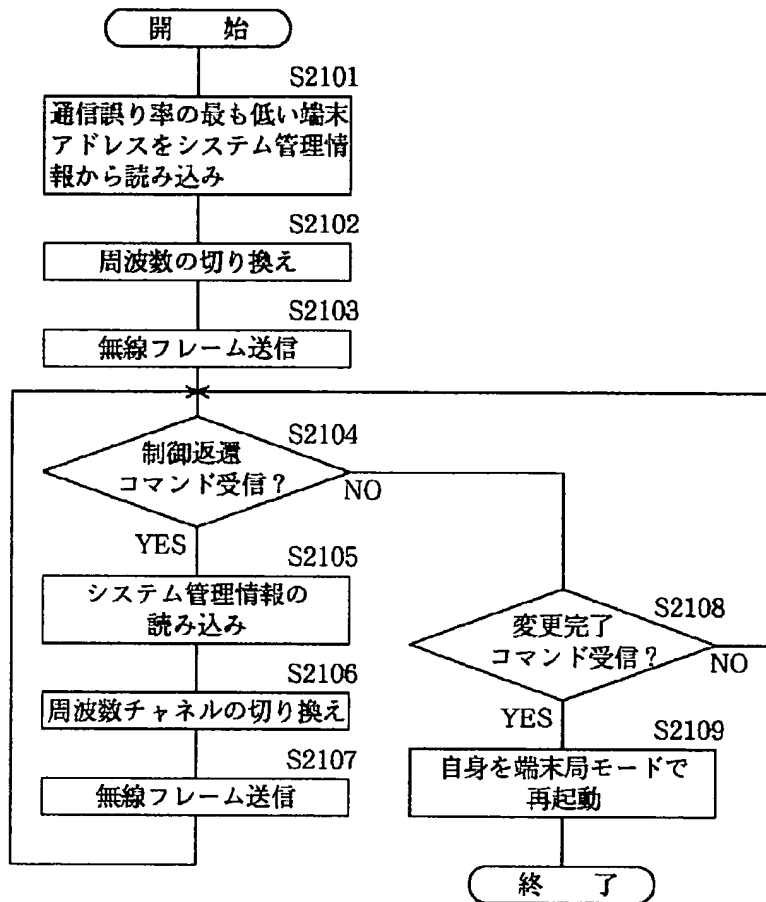 開 始
S2101
通信誤り率の最も低い端末
アドレスをシステム管理情
報から読み込み
S2102
周波数の切り換え
S2103
無線フレーム送信
S2104
制御返還
コマンド受信？
NO
YES
S2105
システム管理情報の
読み込み
S2106
周波数チャネルの切り換え
S2107
無線フレーム送信
S2108
変更完了
コマンド受信？
NO
YES
S2109
自身を端末局モードで
再起動
終 了